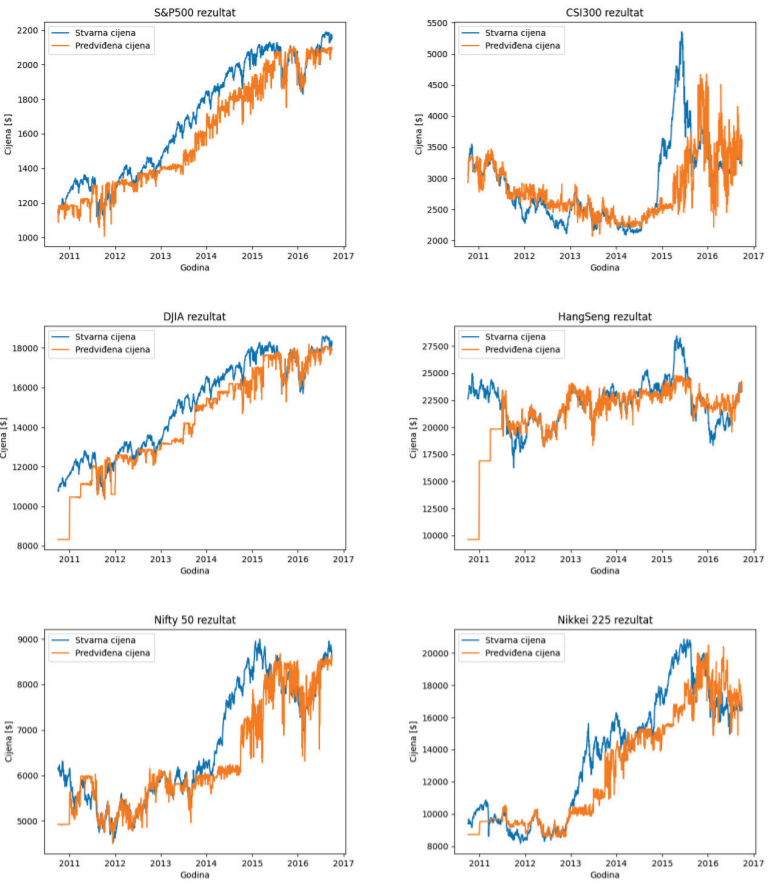 S&P500 rezultat
Stvarna cijena
Predviđena cijena
Cijena [$]
2200
2000
1800
1600
1400
1200
1000
2011 2012 2013 2014 2015 2016 2017
Godina
CSI300 rezultat
Stvarna cijena
Predviđena cijena
Cijena [$]
5500
5000
4500
4000
3500
3000
2500
2000
2011 2012 2013 2014 2015 2016 2017
Godina
DJIA rezultat
Stvarna cijena
Predviđena cijena
Cijena [$]
18000
16000
14000
12000
10000
8000
2011 2012 2013 2014 2015 2016 2017
Godina
HangSeng rezultat
Stvarna cijena
Predviđena cijena
Cijena [$]
27500
25000
22500
20000
17500
15000
12500
10000
2011 2012 2013 2014 2015 2016 2017
Godina
Nifty 50 rezultat
Stvarna cijena
Predviđena cijena
Cijena [$]
9000
8000
7000
6000
5000
2011 2012 2013 2014 2015 2016 2017
Godina
Nikkei 225 rezultat
Stvarna cijena
Predviđena cijena
Cijena [$]
20000
18000
16000
14000
12000
10000
8000
2011 2012 2013 2014 2015 2016 2017
Godina